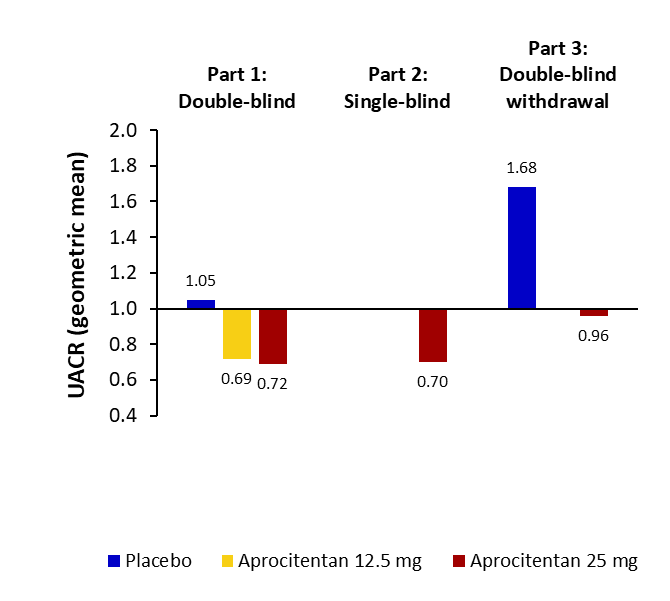 Part 1:
Double-blind
Part 2:
Single-blind
Part 3:
Double-blind
withdrawal
UACR (geometric mean)
2.0
1.8
1.6
1.4
1.2
1.0
0.8
0.6
0.4
1.05
0.69
0.72
0.70
1.68
0.96
Placebo
Aprocitentan 12.5 mg
Aprocitentan 25 mg